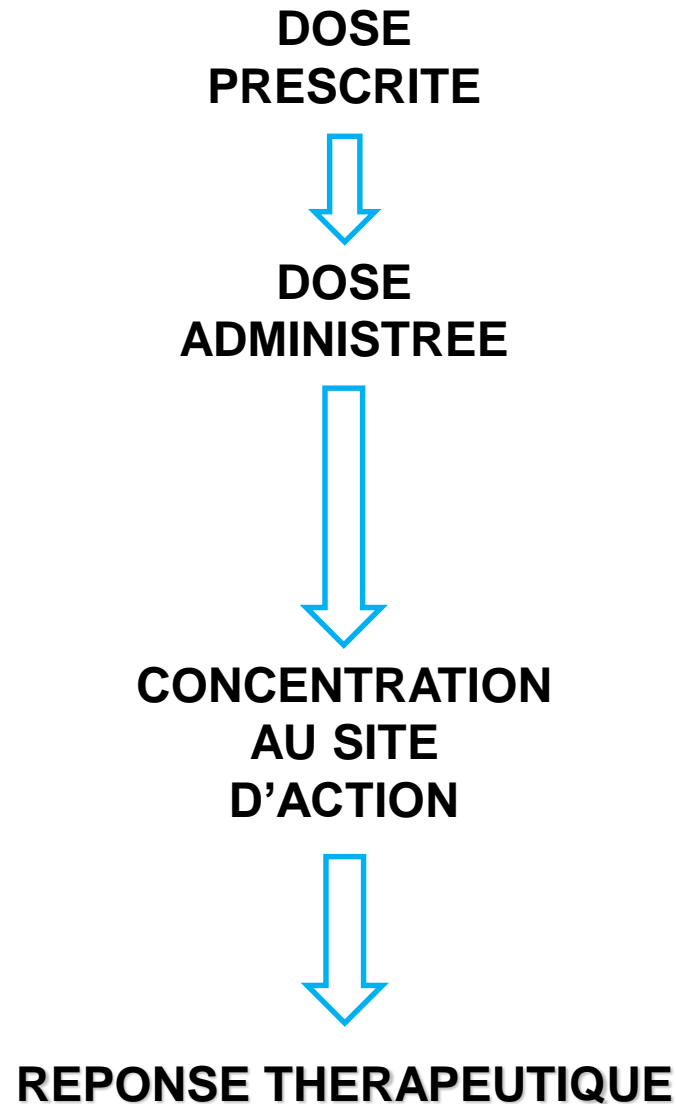 DOSE
PRESCRITE
DOSE
ADMINISTREE
CONCENTRATION
AU SITE
D’ACTION
REPONSE THERAPEUTIQUE